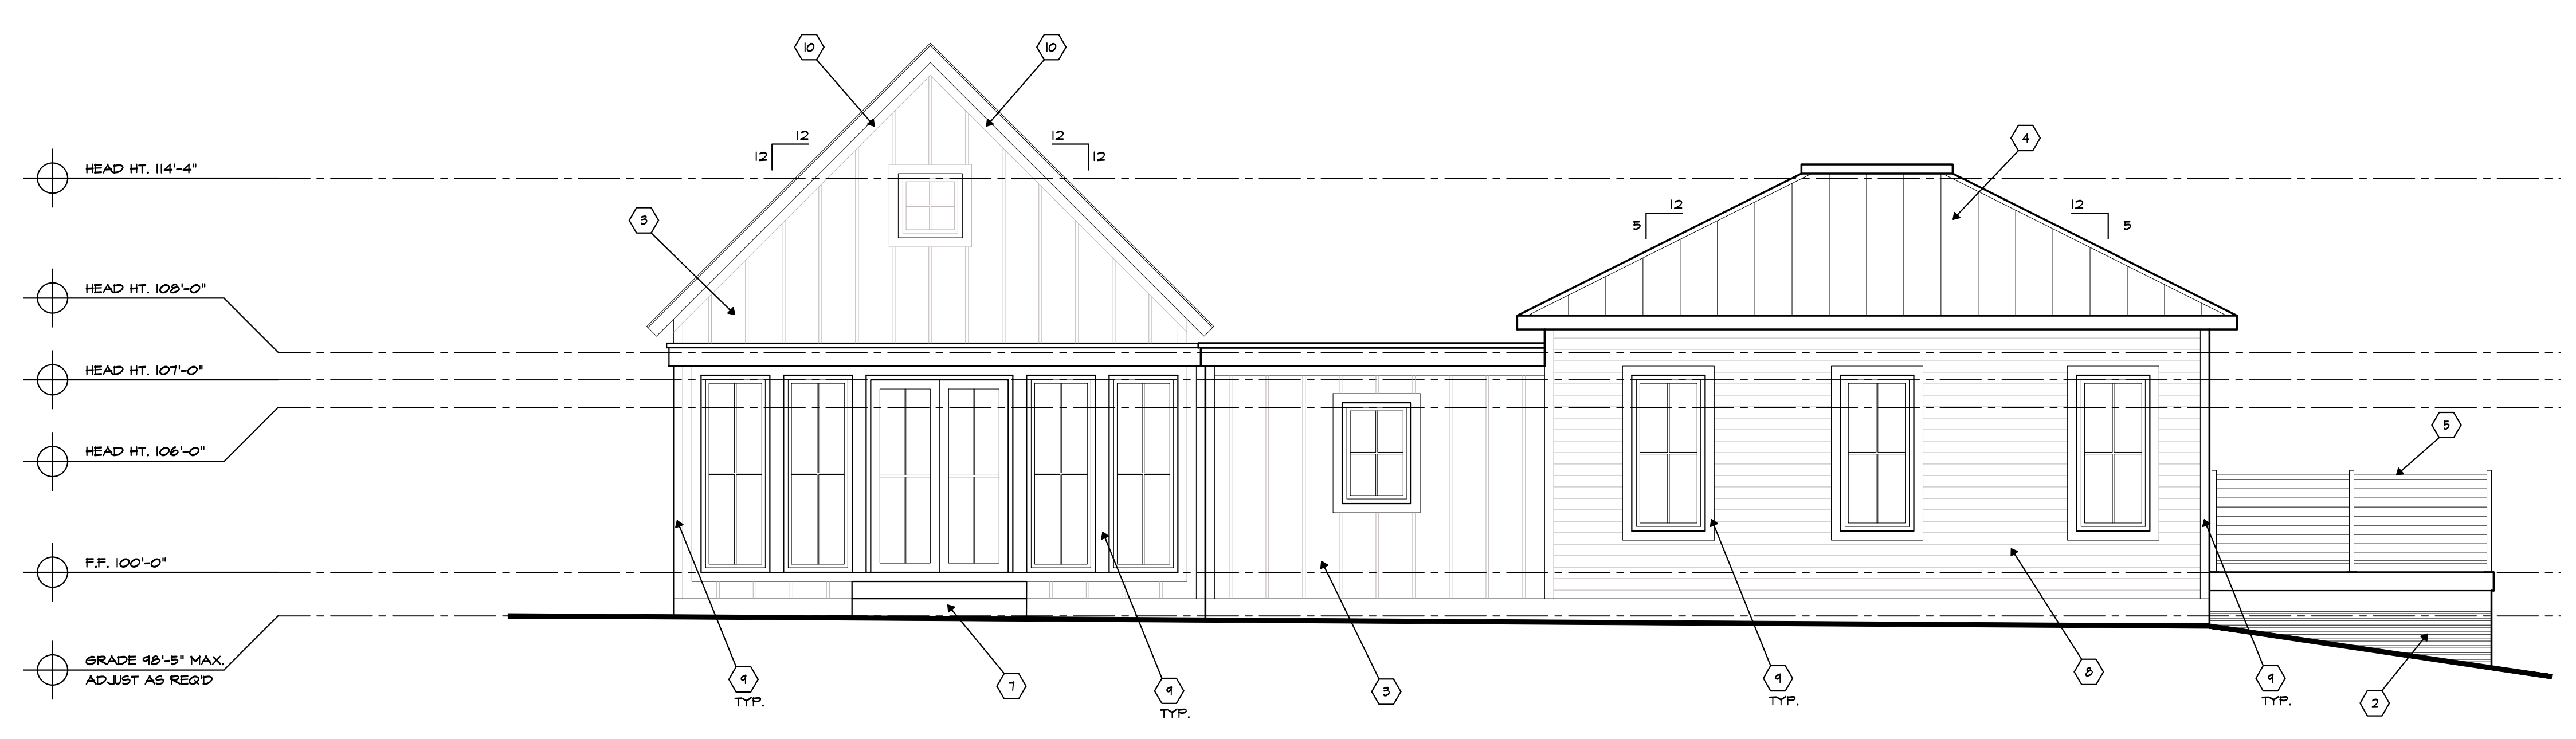 10
10
12
12
12
12
HEAD HT. 114'-4"
4
3
12
5
12
5
HEAD HT. 108'-0"
HEAD HT. 107'-0"
HEAD HT. 106'-0"
5
F.F. 100'-0"
GRADE 98'-5" MAX.
ADJUST AS REQ'D
9
TYP.
7
9
TYP.
3
9
TYP.
8
9
TYP.
2